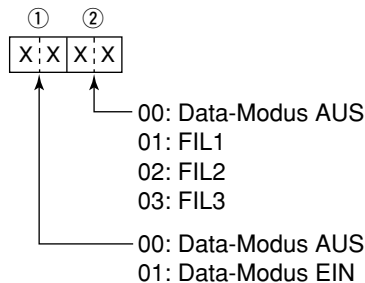 ① ②
X X X X
00: Data-Modus AUS
01: FIL1
02: FIL2
03: FIL3
00: Data-Modus AUS
01: Data-Modus EIN